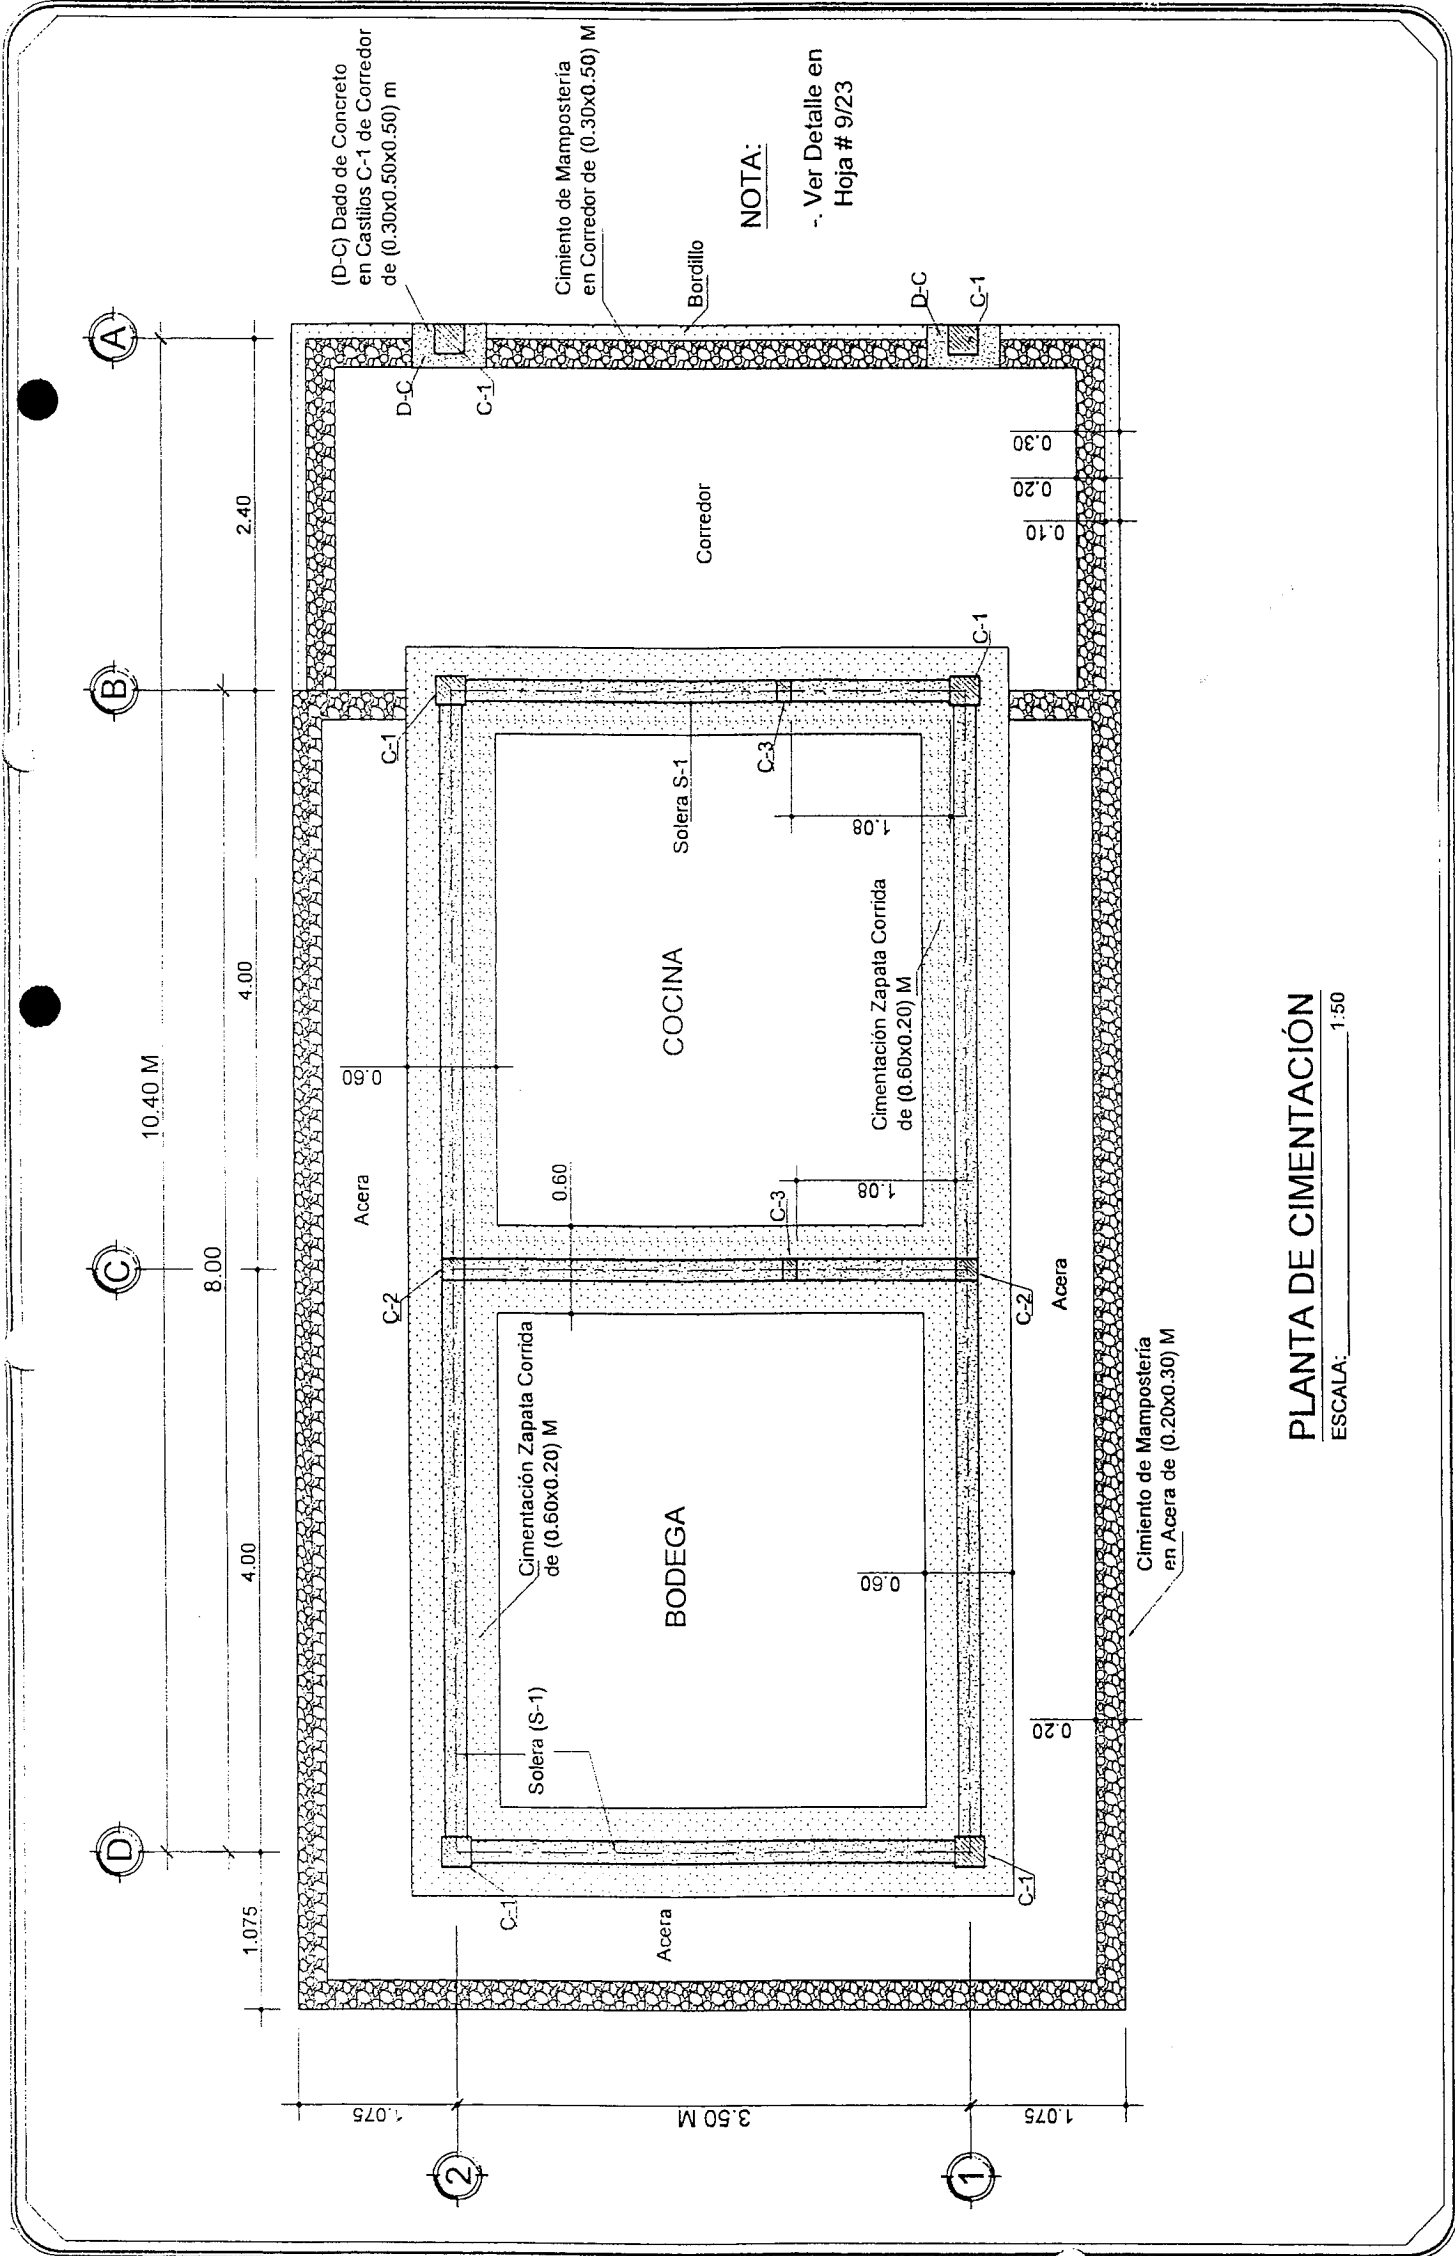 A
B
C
D
10.40 M
8.00
2.40
4.00
4.00
1.075
(D-C) Dado de Concreto
en Castilos C-1 de Corredor
de (0.30x0.50x0.50) m
Cimiento de Mampostería
en Corredor de (0.30x0.50) M
Bordillo
NOTA:
-. Ver Detalle en
Hoja # 9/23
D-C
C-1
D-C
C-1
Corredor
0.30
0.20
0.10
C-1
C-1
C-3
Solera S-1
1.08
COCINA
Cimentación Zapata Corrida
de (0.60x0.20) M
0.60
Acera
0.60
C-3
1.08
C-2
C-2
Acera
Cimentación Zapata Corrida
de (0.60x0.20) M
BODEGA
0.60
Solera (S-1)
0.20
Cimiento de Mampostería
en Acera de (0.20x0.30) M
C-1
C-1
Acera
1.075
3.50 M
1.075
2
1
PLANTA DE CIMENTACIÓN
ESCALA: 1:50